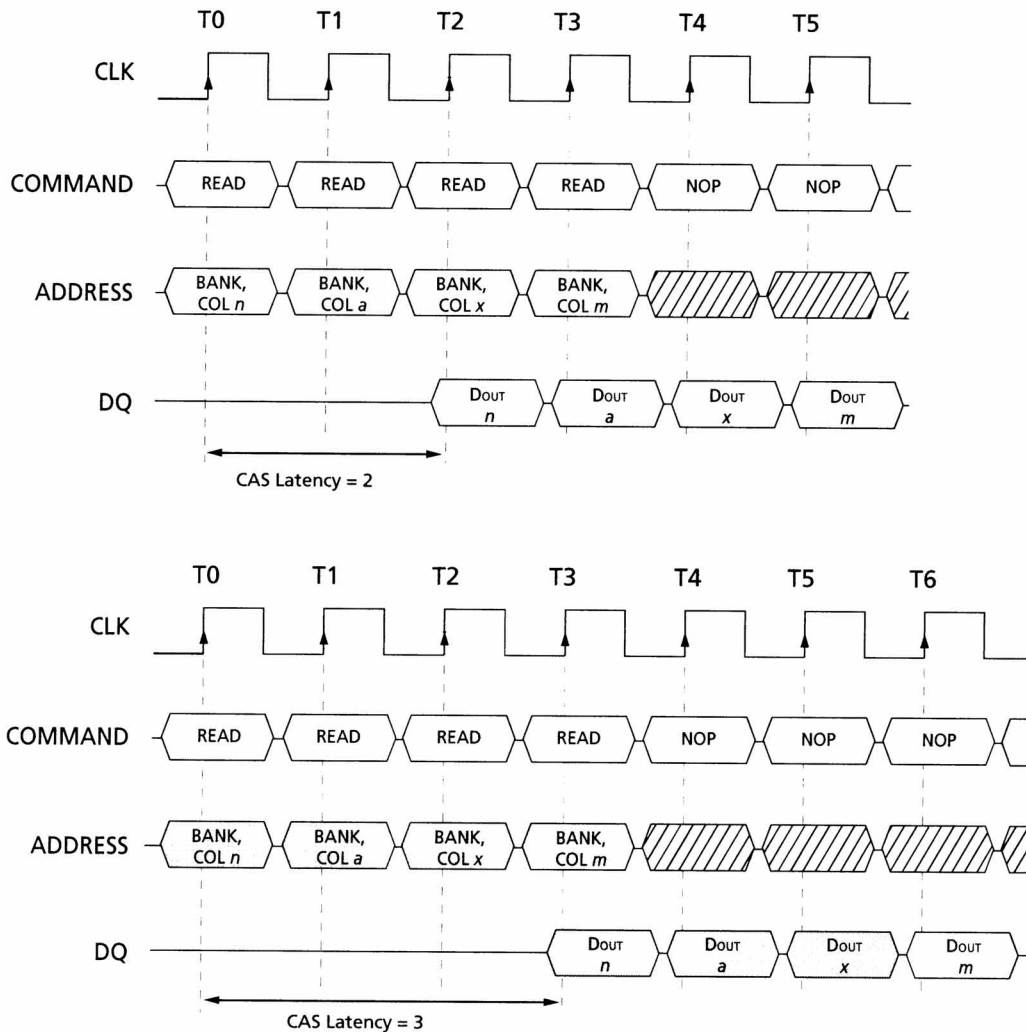 T0 T1 T2 T3 T4 T5
CLK
COMMAND READ READ READ READ NOP NOP
ADDRESS BANK, COL n BANK, COL a BANK, COL x BANK, COL m
DQ DOUT n DOUT a DOUT x DOUT m
CAS Latency = 2
T0 T1 T2 T3 T4 T5 T6
CLK
COMMAND READ READ READ READ NOP NOP NOP
ADDRESS BANK, COL n BANK, COL a BANK, COL x BANK, COL m
DQ DOUT n DOUT a DOUT x DOUT m
CAS Latency = 3